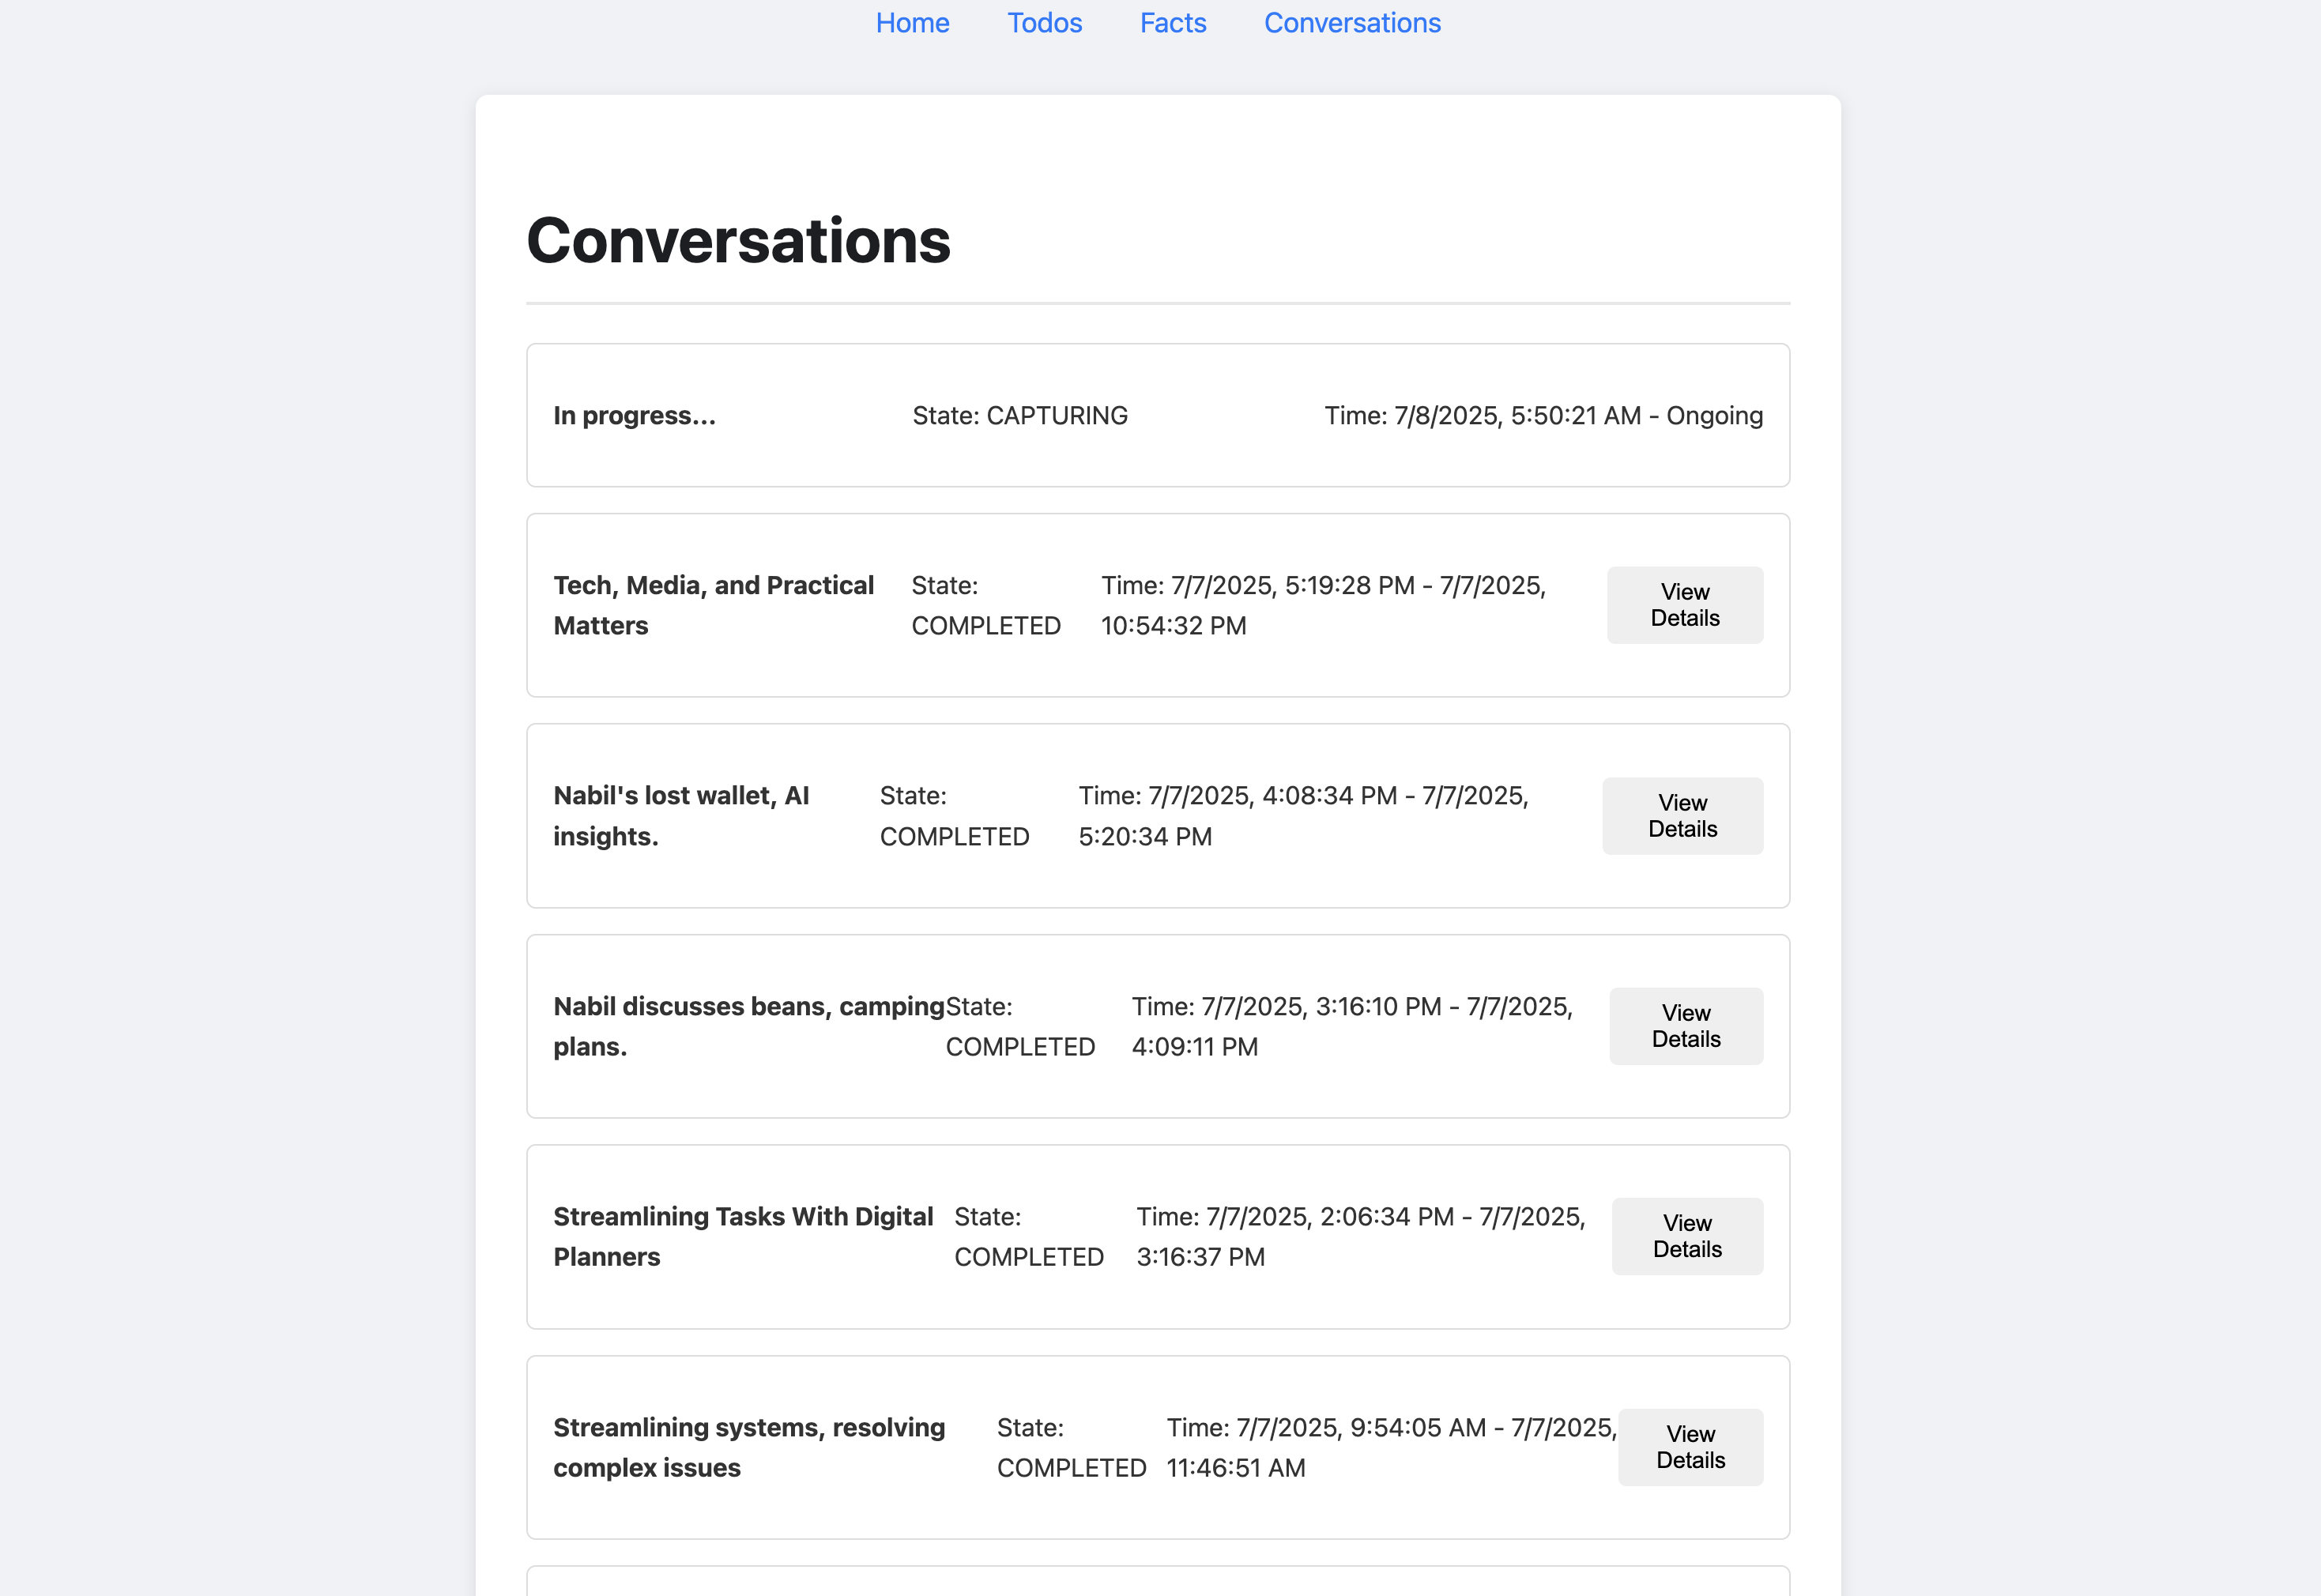 Home Todos Facts Conversations
Conversations
In progress... State: CAPTURING Time: 7/8/2025, 5:50:21 AM - Ongoing
Tech, Media, and Practical Matters
State: COMPLETED
Time: 7/7/2025, 5:19:28 PM - 7/7/2025, 10:54:32 PM
View Details
Nabil's lost wallet, AI insights.
State: COMPLETED
Time: 7/7/2025, 4:08:34 PM - 7/7/2025, 5:20:34 PM
View Details
Nabil discusses beans, camping plans.
State: COMPLETED
Time: 7/7/2025, 3:16:10 PM - 7/7/2025, 4:09:11 PM
View Details
Streamlining Tasks With Digital Planners
State: COMPLETED
Time: 7/7/2025, 2:06:34 PM - 7/7/2025, 3:16:37 PM
View Details
Streamlining systems, resolving complex issues
State: COMPLETED
Time: 7/7/2025, 9:54:05 AM - 7/7/2025, 11:46:51 AM
View Details